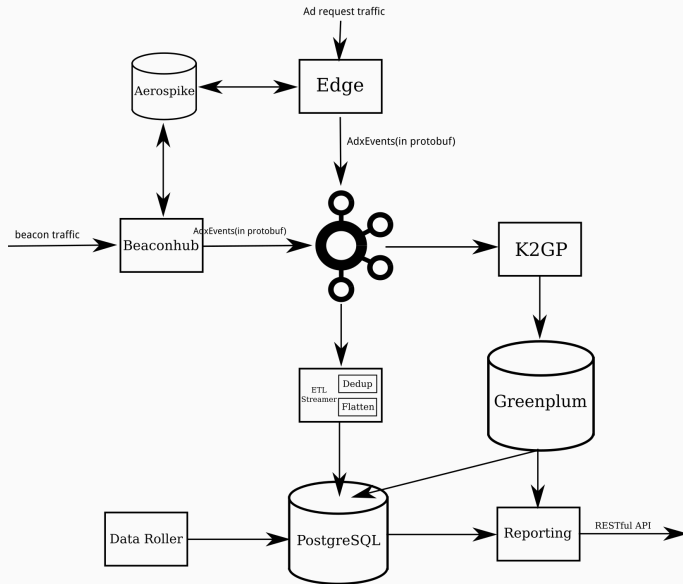 Ad request traffic
Edge
Aerospike
AdxEvents(in protobuf)
beacon traffic
AdxEvents(in protobuf)
Beaconhub
K2GP
ETL
Streamer
Dedup
Flatten
Greenplum
Data Roller
PostgreSQL
Reporting
RESTful API